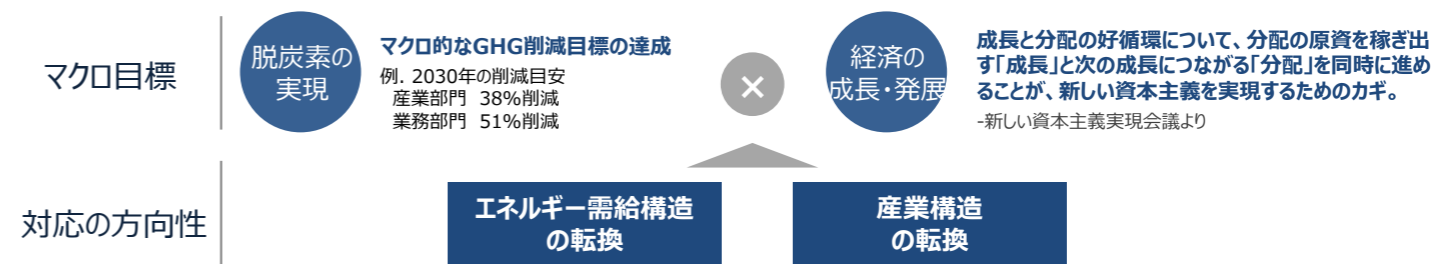 マクロ目標
脱炭素の
実現
マクロ的なGHG削減目標の達成
例. 2030年の削減目安
産業部門 38%削減
業務部門 51%削減
×
経済の
成長・発展
成長と分配の好循環について、分配の原資を稼ぎ出
す「成長」と次の成長につながる「分配」を同時に進め
ることが、新しい資本主義を実現するためのカギ。
-新しい資本主義実現会議より
対応の方向性
エネルギー需給構造
の転換
産業構造
の転換